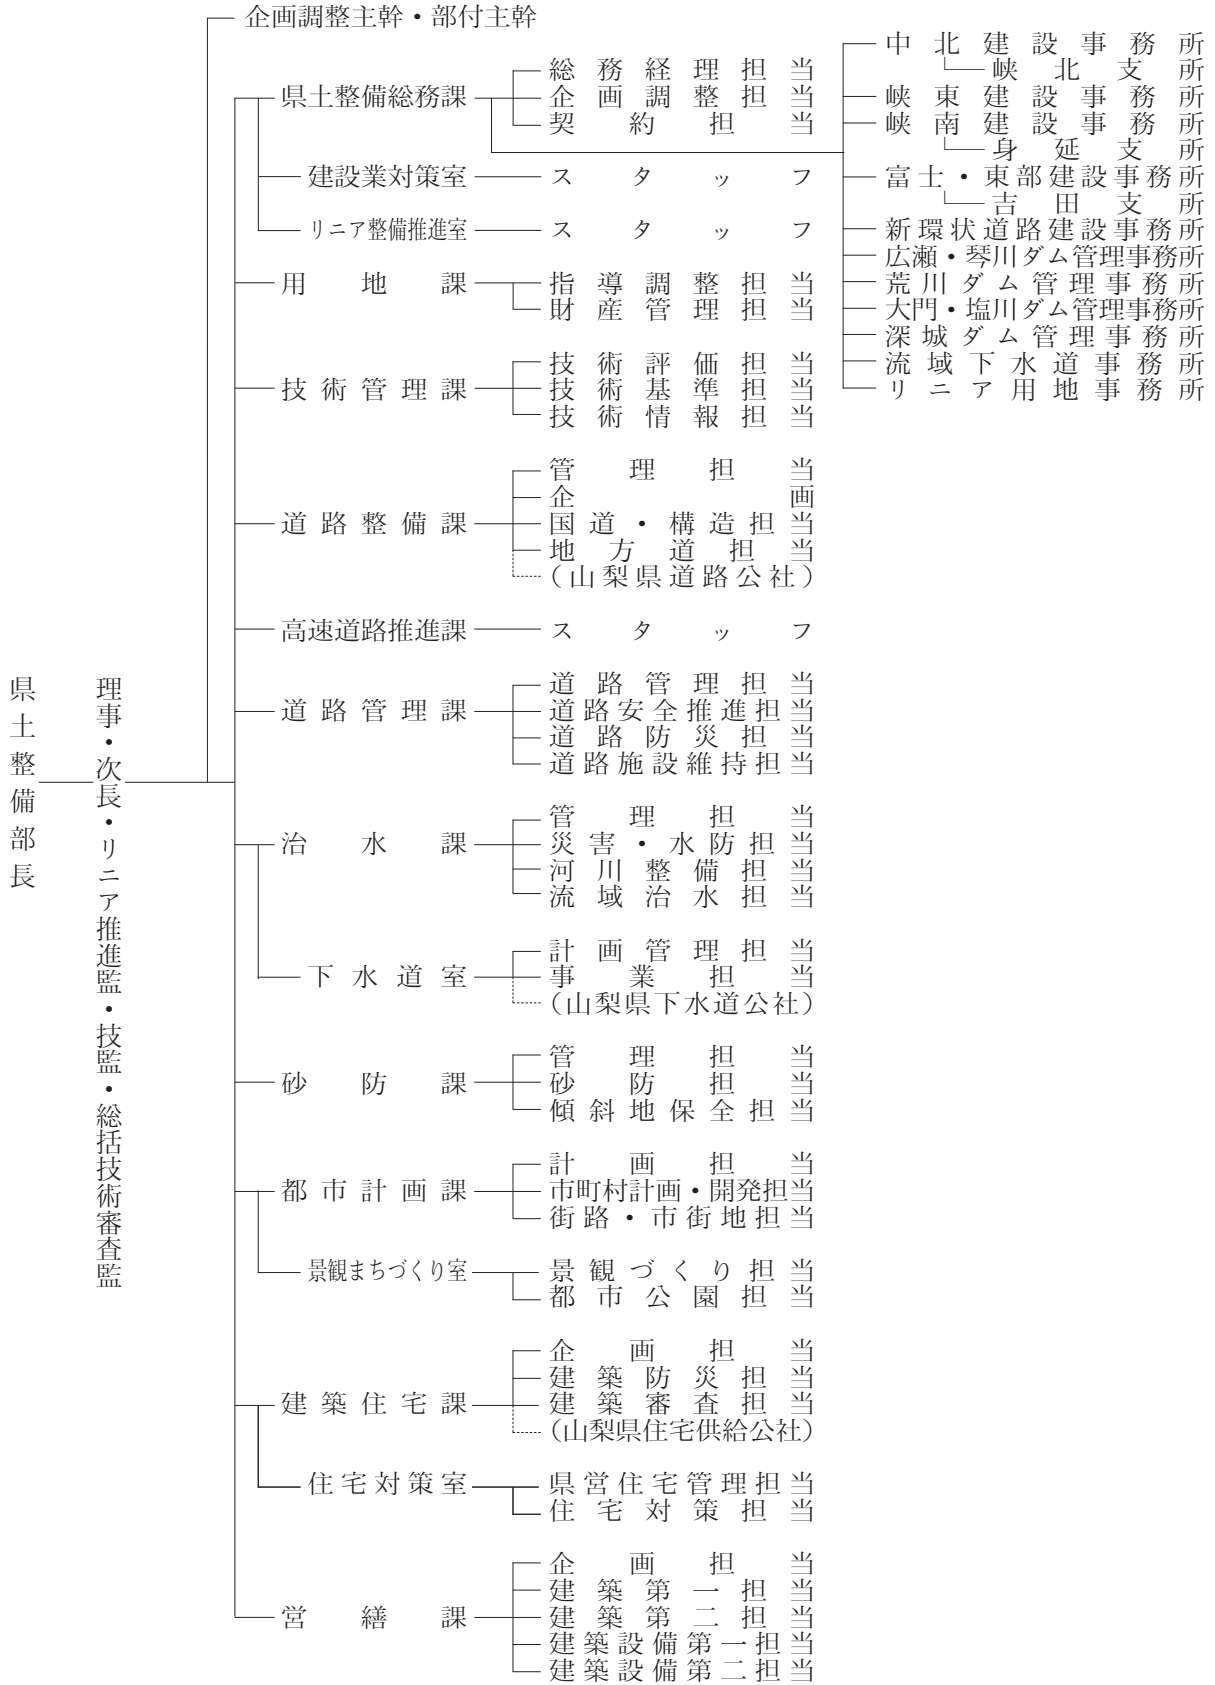 県土整備部長
理事・次長・リニア推進監・技監・総括技術審査監
企画調整主幹・部付主幹
県土整備総務課
総務経理担当
企画調整担当
契約担当
中北建設事務所
峡北支所
峡東建設事務所
峡南建設事務所
身延支所
富士・東部建設事務所
吉田支所
新環状道路建設事務所
広瀬・琴川ダム管理事務所
荒川ダム管理事務所
大門・塩川ダム管理事務所
深城ダム管理事務所
流域下水道事務所
リニア用地事務所
建設業対策室
スタッフ
リニア整備推進室
スタッフ
用地課
指導調整担当
財産管理担当
技術管理課
技術評価担当
技術基準担当
技術情報担当
道路整備課
管理担当
企画
国道・構造担当
地方道担当
(山梨県道路公社)
高速道路推進課
スタッフ
道路管理課
道路管理担当
道路安全推進担当
道路防災担当
道路施設維持担当
治水課
管理担当
災害・水防担当
河川整備担当
流域治水担当
下水道室
計画管理担当
事業担当
(山梨県下水道公社)
砂防課
管理担当
砂防担当
傾斜地保全担当
都市計画課
計画担当
市町村計画・開発担当
街路・市街地担当
景観まちづくり室
景観づくり担当
都市公園担当
建築住宅課
企画担当
建築防災担当
建築審査担当
(山梨県住宅供給公社)
住宅対策室
県営住宅管理担当
住宅対策担当
営繕課
企画担当
建築第一担当
建築第二担当
建築設備第一担当
建築設備第二担当